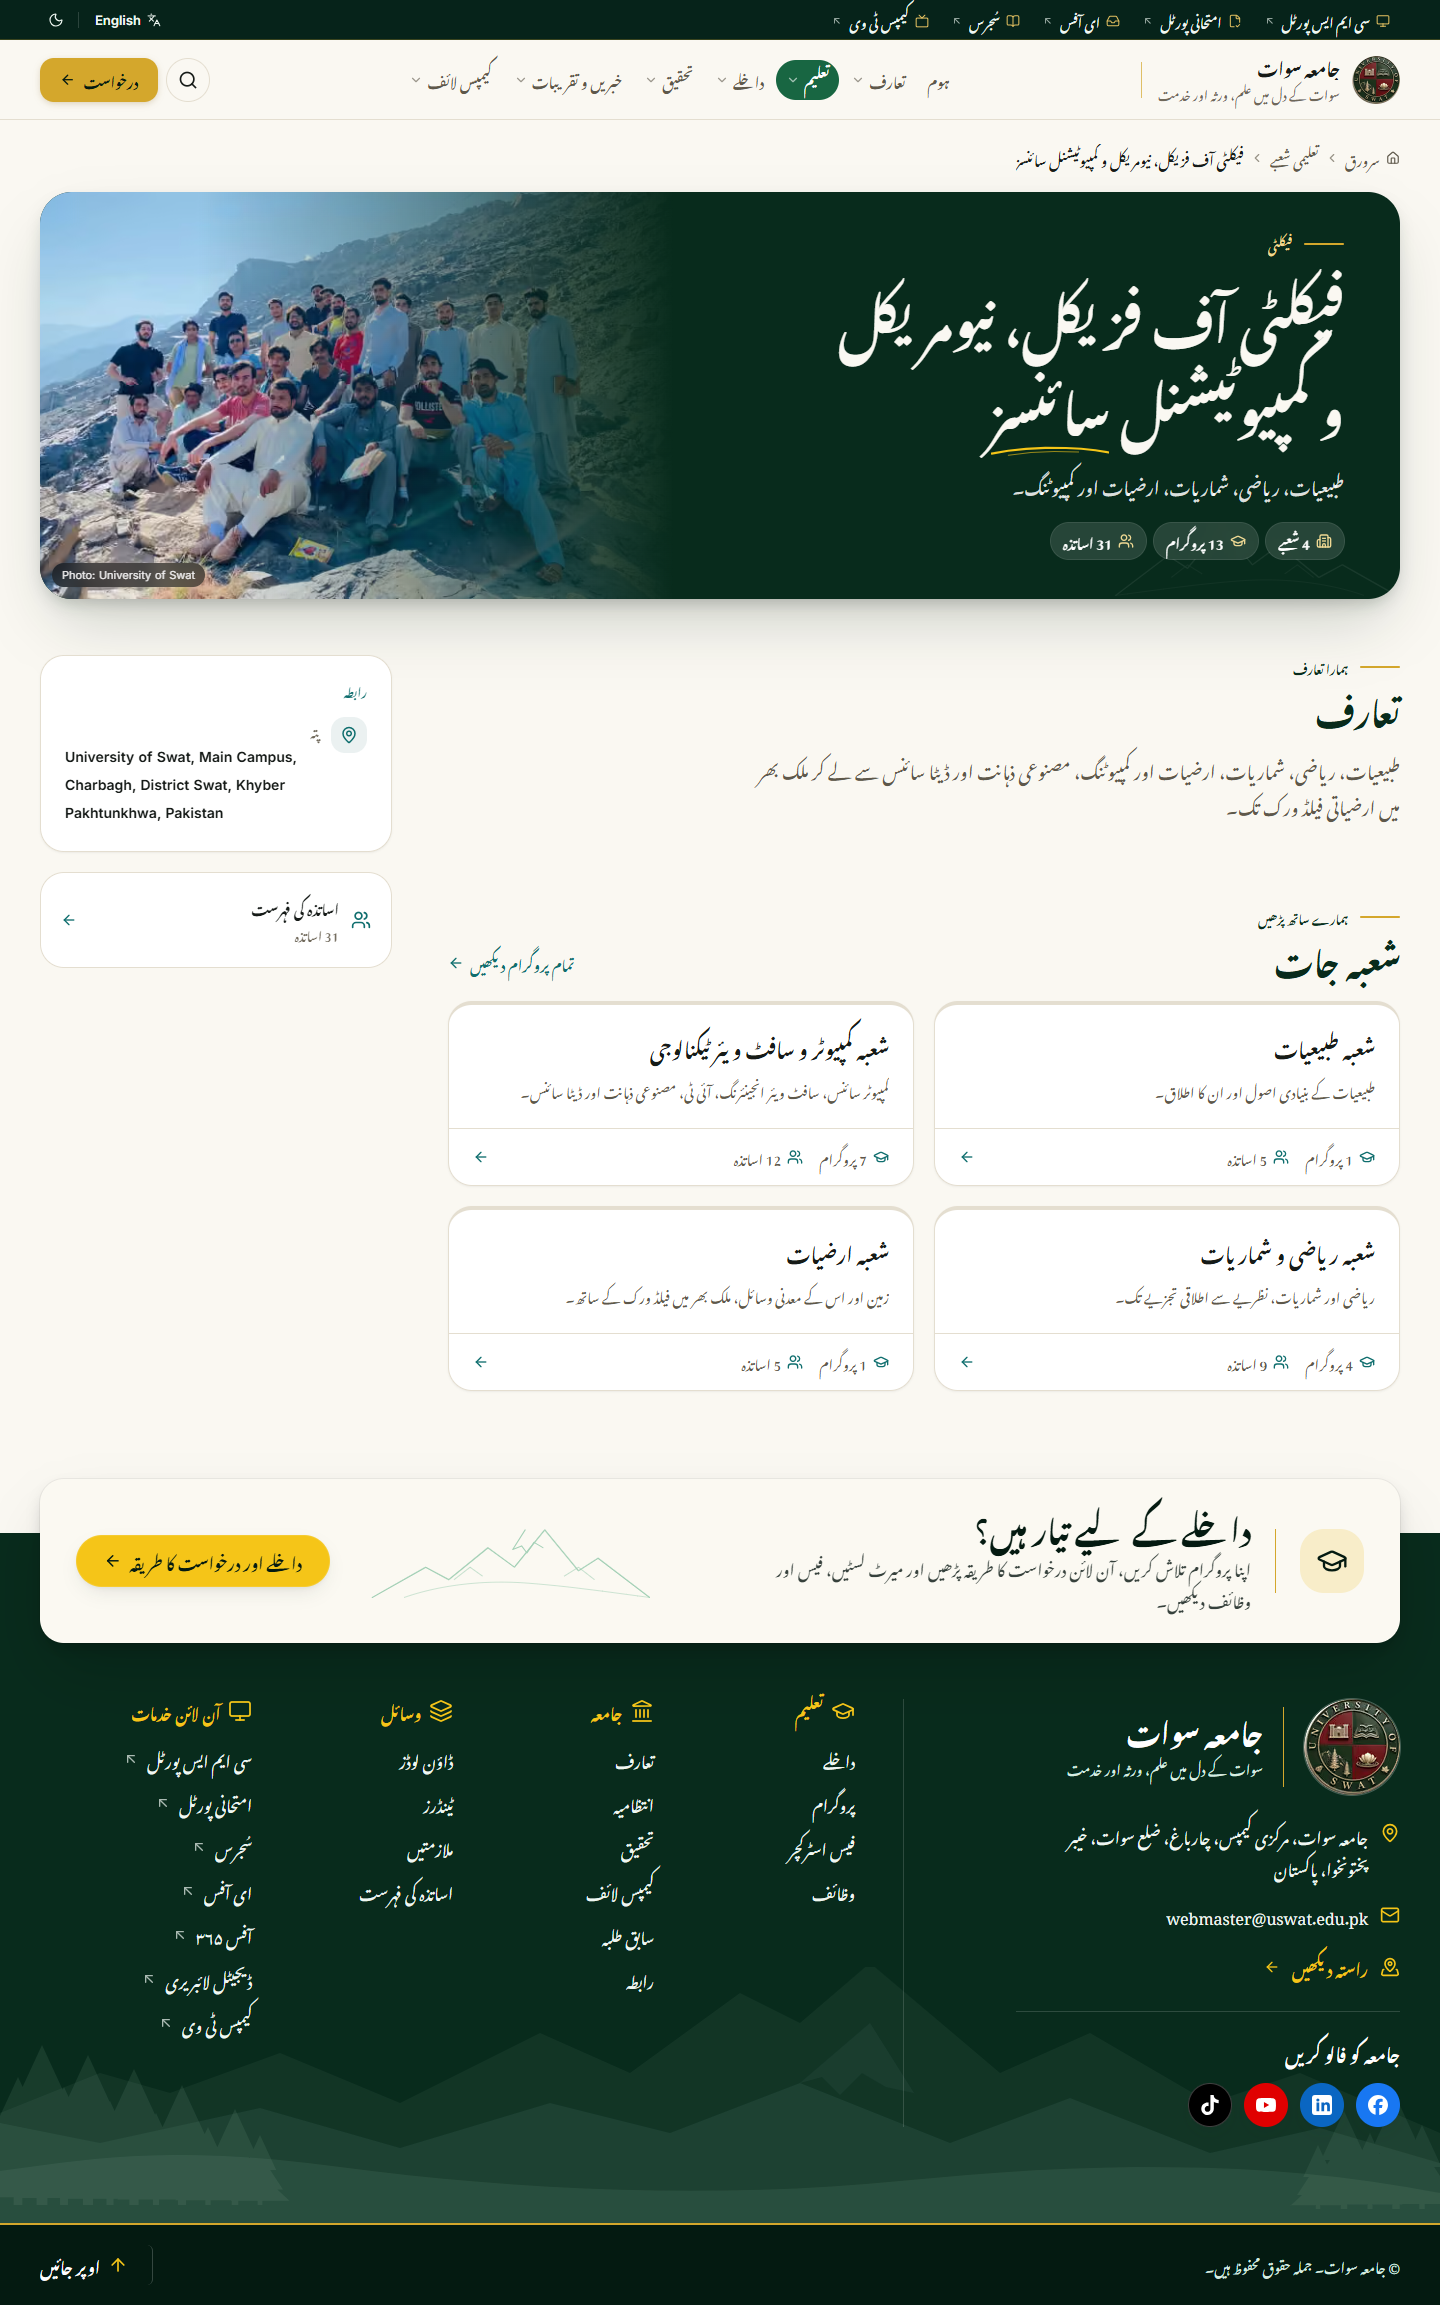 سی ایم ایس پورٹل
امتحانی پورٹل
ای آفس
سُجرس
کیمپس ٹی وی
English
جامعہ سوات
سوات کے دل میں علم، ورثہ اور خدمت
ہوم
تعارف
تعلیم
داخلے
تحقیق
خبریں و تقریبات
کیمپس لائف
درخواست
سرورق
تعلیمی شعبے
فیکلٹی آف فزیکل، نیومریکل و کمپیوٹیشنل سائنسز
فیکلٹی
فیکلٹی آف فزیکل، نیومریکل
و کمپیوٹیشنل سائنسز
طبیعیات، ریاضی، شماریات، ارضیات اور کمپیوٹنگ۔
4 شعبے
13 پروگرام
31 اساتذہ
Photo: University of Swat
ہمارا تعارف
تعارف
طبیعیات، ریاضی، شماریات، ارضیات اور کمپیوٹنگ، مصنوعی ذہانت اور ڈیٹا سائنس سے لے کر ملک بھر
میں ارضیاتی فیلڈ ورک تک۔
رابطہ
پتہ
University of Swat, Main Campus,
Charbagh, District Swat, Khyber
Pakhtunkhwa, Pakistan
اساتذہ کی فہرست
31 اساتذہ
ہمارے ساتھ پڑھیں
شعبہ جات
تمام پروگرام دیکھیں
شعبہ طبیعیات
طبیعیات کے بنیادی اصول اور ان کا اطلاق۔
1 پروگرام
5 اساتذہ
شعبہ کمپیوٹر و سافٹ ویئر ٹیکنالوجی
کمپیوٹر سائنس، سافٹ ویئر انجینئرنگ، آئی ٹی، مصنوعی ذہانت اور ڈیٹا سائنس۔
7 پروگرام
12 اساتذہ
شعبہ ریاضی و شماریات
ریاضی اور شماریات، نظریے سے اطلاقی تجزیے تک۔
4 پروگرام
9 اساتذہ
شعبہ ارضیات
زمین اور اس کے معدنی وسائل، ملک بھر میں فیلڈ ورک کے ساتھ۔
1 پروگرام
5 اساتذہ
داخلے کے لیے تیار ہیں؟
اپنا پروگرام تلاش کریں، آن لائن درخواست کا طریقہ پڑھیں اور میرٹ لسٹیں، فیس اور
وظائف دیکھیں۔
داخلے اور درخواست کا طریقہ
UNIVERSITY OF SWAT
جامعہ سوات
سوات کے دل میں علم، ورثہ اور خدمت
جامعہ سوات، مرکزی کیمپس، چارباغ، ضلع سوات، خیبر
پختونخوا، پاکستان
webmaster@uswat.edu.pk
راستہ دیکھیں
جامعہ کو فالو کریں
تعلیم
داخلے
پروگرام
فیس اسٹرکچر
وظائف
جامعہ
تعارف
انتظامیہ
تحقیق
کیمپس لائف
سابق طلبہ
رابطہ
وسائل
ڈاؤن لوڈز
ٹینڈرز
ملازمتیں
اساتذہ کی فہرست
آن لائن خدمات
سی ایم ایس پورٹل
امتحانی پورٹل
سُجرس
ای آفس
آفس ۳۶۵
ڈیجیٹل لائبریری
کیمپس ٹی وی
© جامعہ سوات۔ جملہ حقوق محفوظ ہیں۔
اوپر جائیں